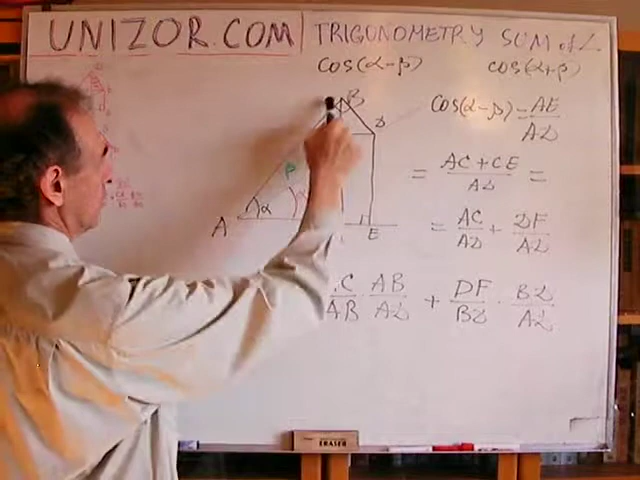 UNIZOR.COM | TRIGONOMETRY SUM of ∠
cos(α-β) cos(α+β)
B
D
cos(α-β) = AE/AD
β
= AC+CE/AD =
α
A
E
= AC/AD + DF/AD
C/AB · AB/AD + DF/BD · BD/AD
ERASER